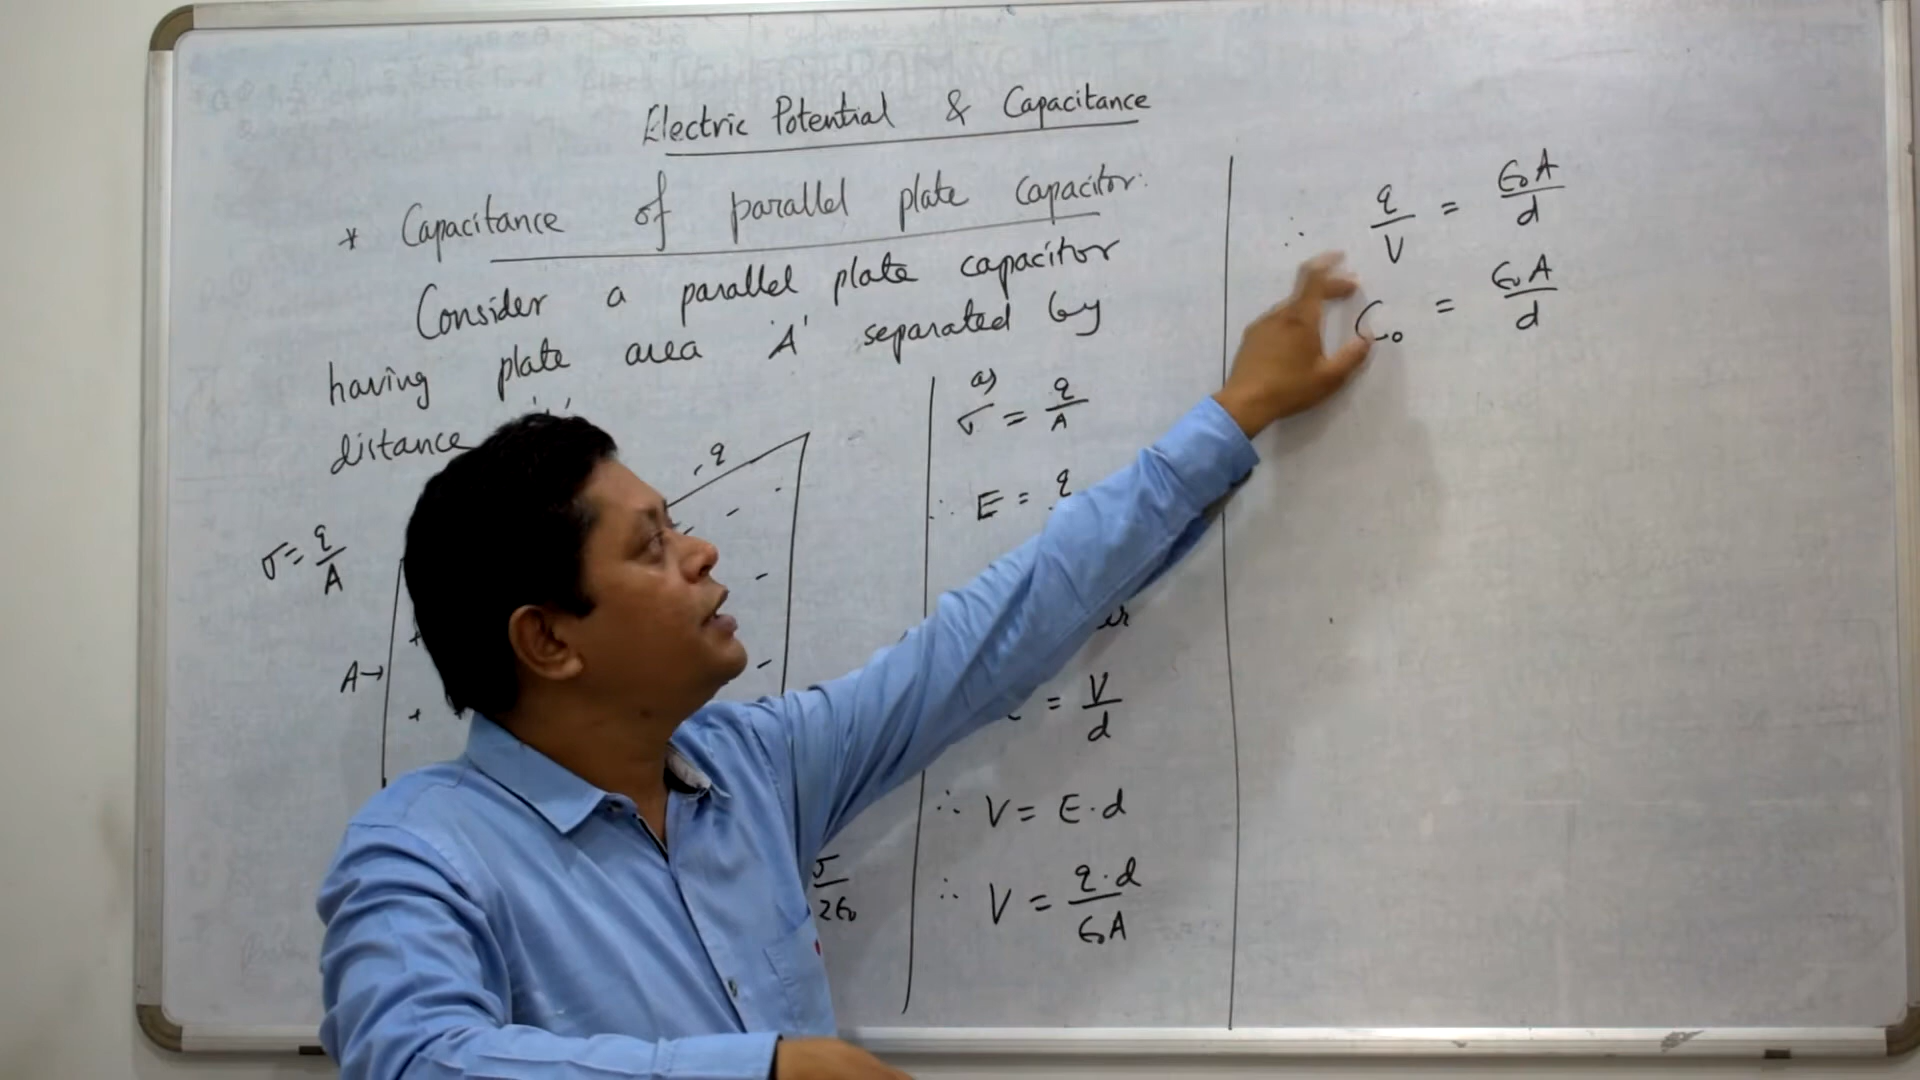 Electric Potential & Capacitance
* Capacitance of parallel plate capacitor:
Consider a parallel plate capacitor
having plate area 'A' separated by
distance
σ = q/A
A→
q
σ/2ε₀
as
σ = q/A
∴ E = q
= V/d
∴ V = E·d
∴ V = q·d/ε₀A
∴ q/V = ε₀A/d
C₀ = ε₀A/d